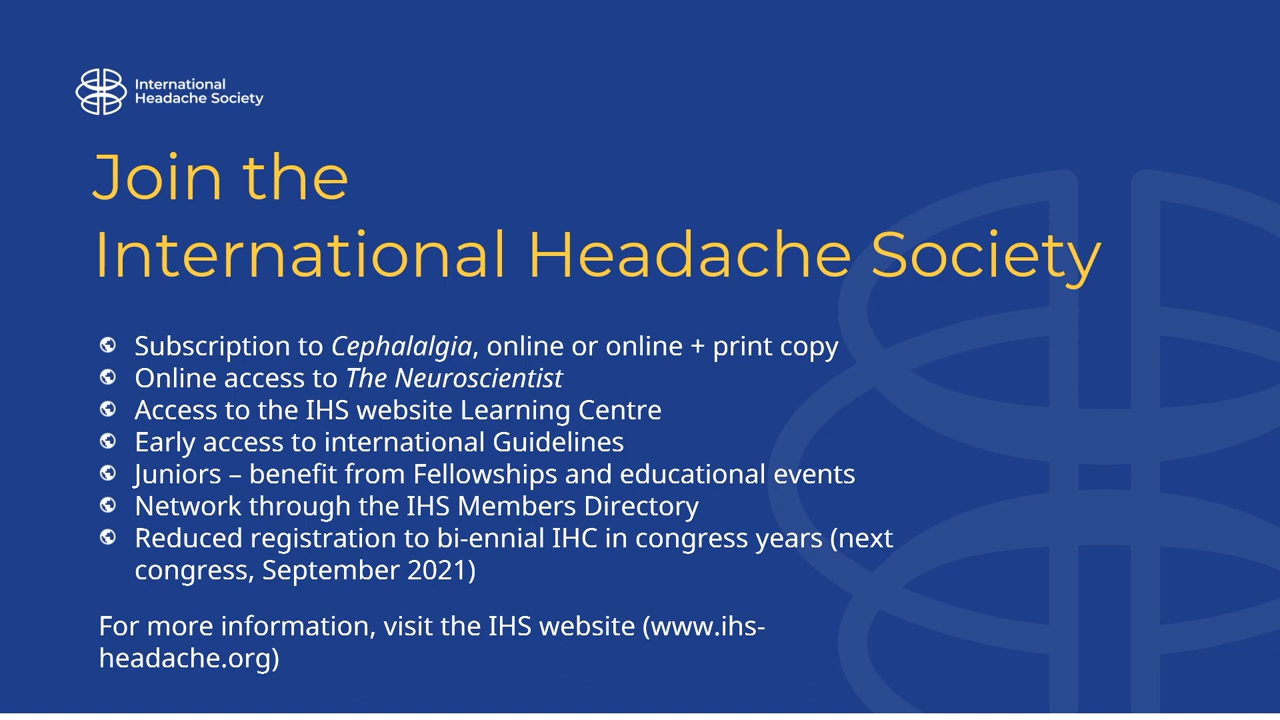 International
Headache Society
Join the
International Headache Society
Subscription to Cephalalgia, online or online + print copy
Online access to The Neuroscientist
Access to the IHS website Learning Centre
Early access to international Guidelines
Juniors – benefit from Fellowships and educational events
Network through the IHS Members Directory
Reduced registration to bi-ennial IHC in congress years (next
congress, September 2021)
For more information, visit the IHS website (www.ihs-
headache.org)